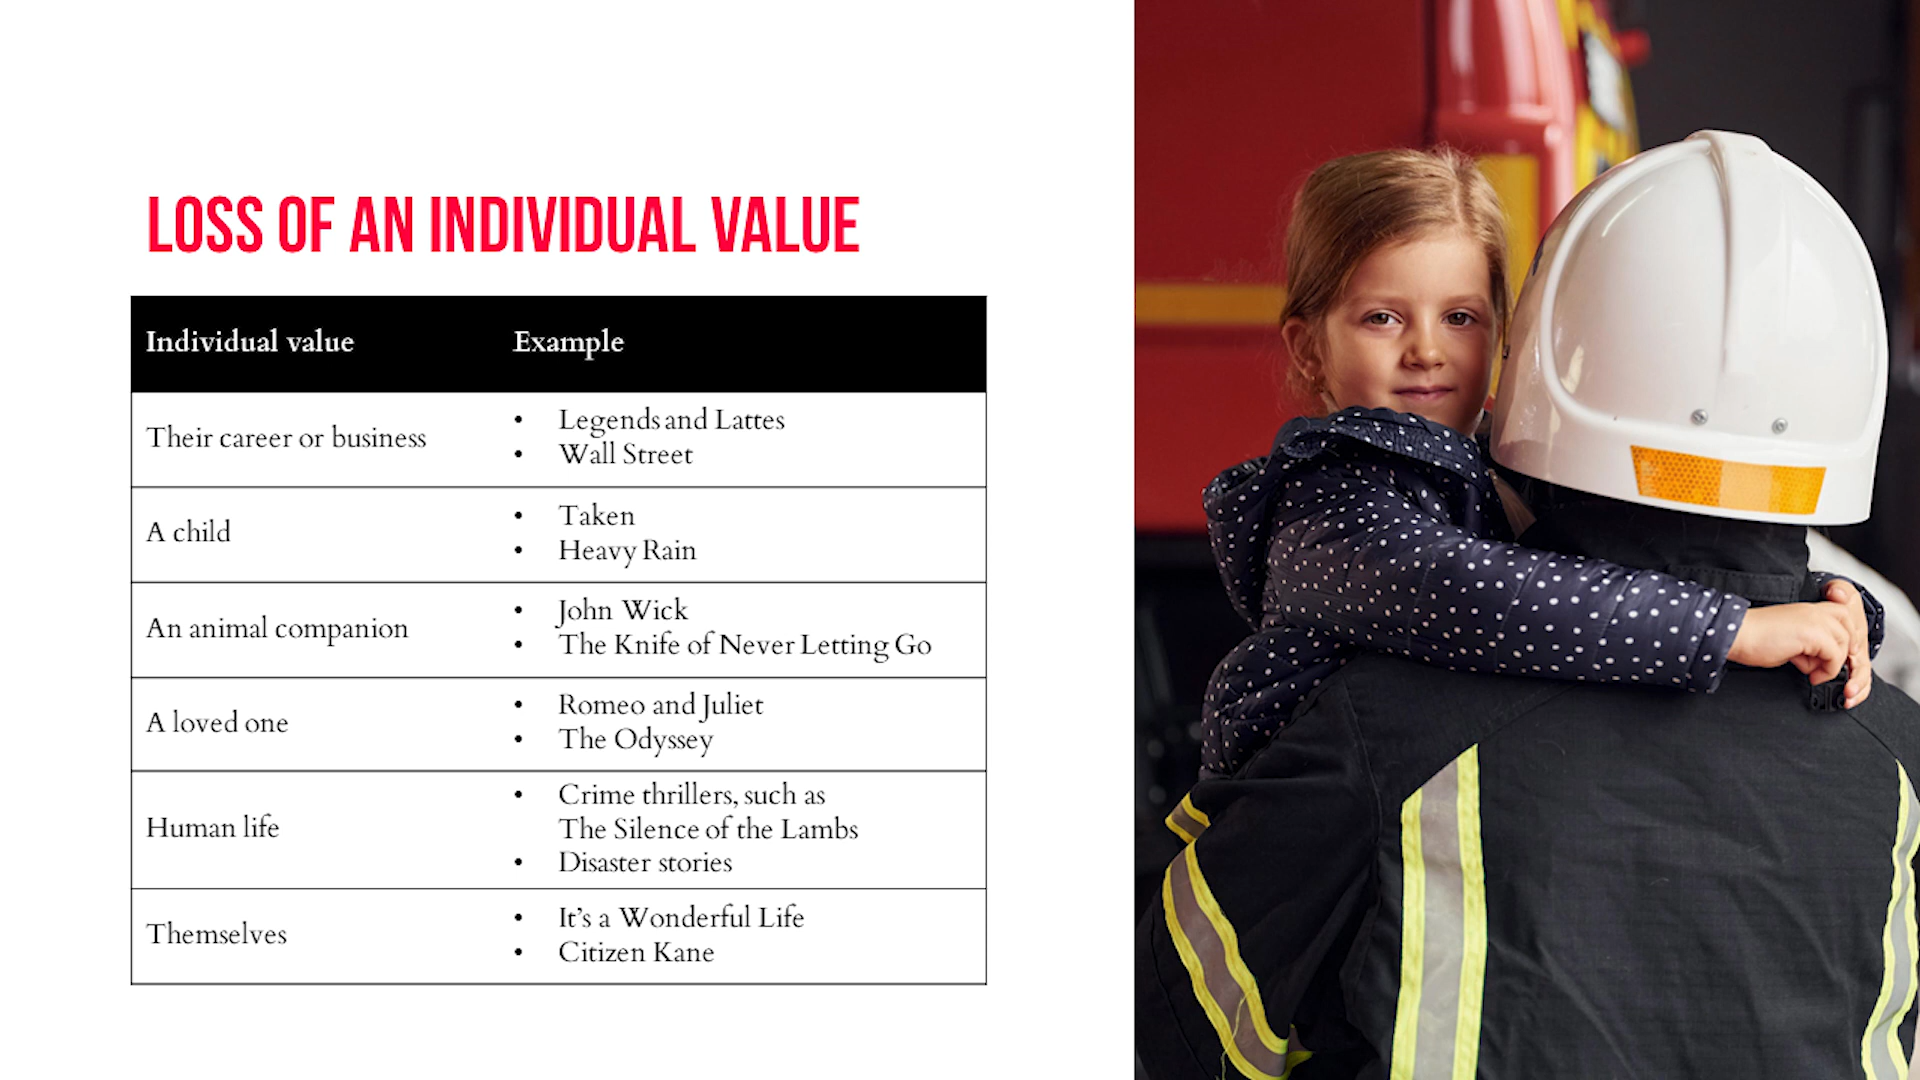 LOSS OF AN INDIVIDUAL VALUE
Individual value
Example
Their career or business
• Legends and Lattes
• Wall Street
A child
• Taken
• Heavy Rain
An animal companion
• John Wick
• The Knife of Never Letting Go
A loved one
• Romeo and Juliet
• The Odyssey
Human life
• Crime thrillers, such as
The Silence of the Lambs
• Disaster stories
Themselves
• It’s a Wonderful Life
• Citizen Kane